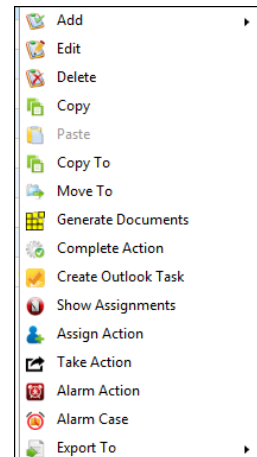 Add
Edit
Delete
Copy
Paste
Copy To
Move To
Generate Documents
Complete Action
Create Outlook Task
Show Assignments
Assign Action
Take Action
Alarm Action
Alarm Case
Export To